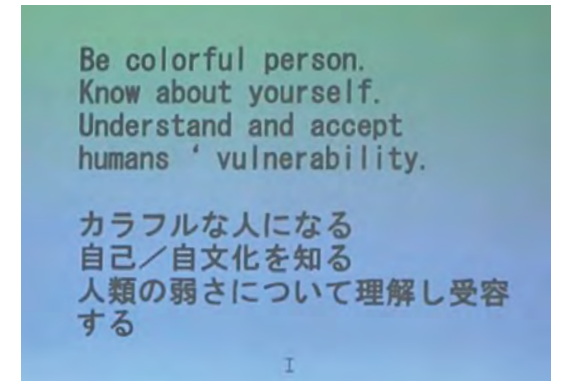 Be colorful person.
Know about yourself.
Understand and accept
humans ‘ vulnerability.
カラフルな人になる
自己／自文化を知る
人類の弱さについて理解し受容
する